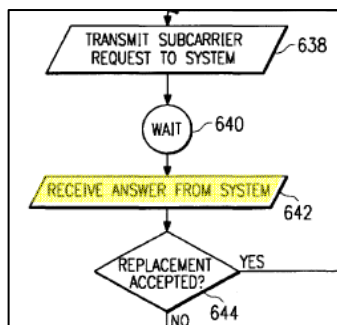 TRANSMIT SUBCARRIER
REQUEST TO SYSTEM
638
WAIT
640
RECEIVE ANSWER FROM SYSTEM
642
REPLACEMENT
ACCEPTED?
YES
644
NO